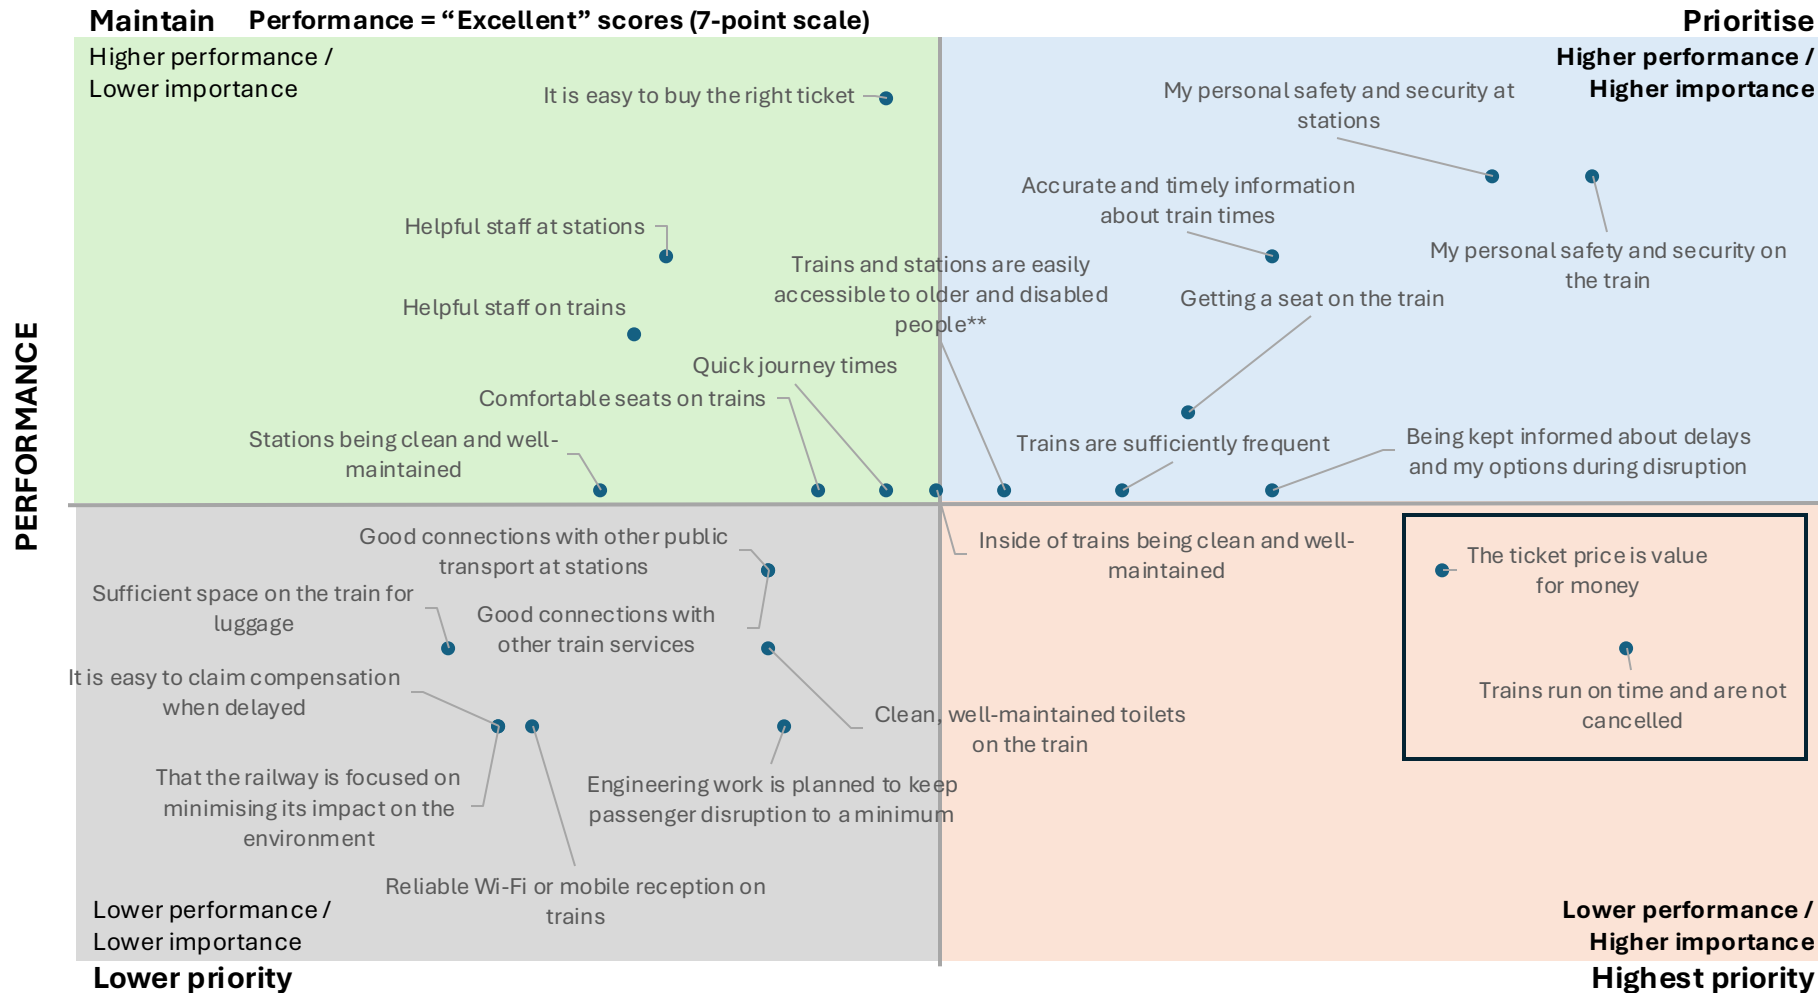 Maintain
Performance = “Excellent” scores (7-point scale)
Prioritise
Higher performance /
Lower importance
Higher performance /
Higher importance
It is easy to buy the right ticket
My personal safety and security at
stations
Accurate and timely information
about train times
Helpful staff at stations
My personal safety and security on
the train
Trains and stations are easily
accessible to older and disabled
people**
Getting a seat on the train
Helpful staff on trains
Quick journey times
Comfortable seats on trains
Stations being clean and well-
maintained
Trains are sufficiently frequent
Being kept informed about delays
and my options during disruption
PERFORMANCE
Good connections with other public
transport at stations
Inside of trains being clean and well-
maintained
The ticket price is value
for money
Sufficient space on the train for
luggage
Good connections with
other train services
It is easy to claim compensation
when delayed
Trains run on time and are not
cancelled
Clean, well-maintained toilets
on the train
That the railway is focused on
minimising its impact on the
environment
Engineering work is planned to keep
passenger disruption to a minimum
Reliable Wi-Fi or mobile reception on
trains
Lower performance /
Lower importance
Lower performance /
Higher importance
Lower priority
Highest priority